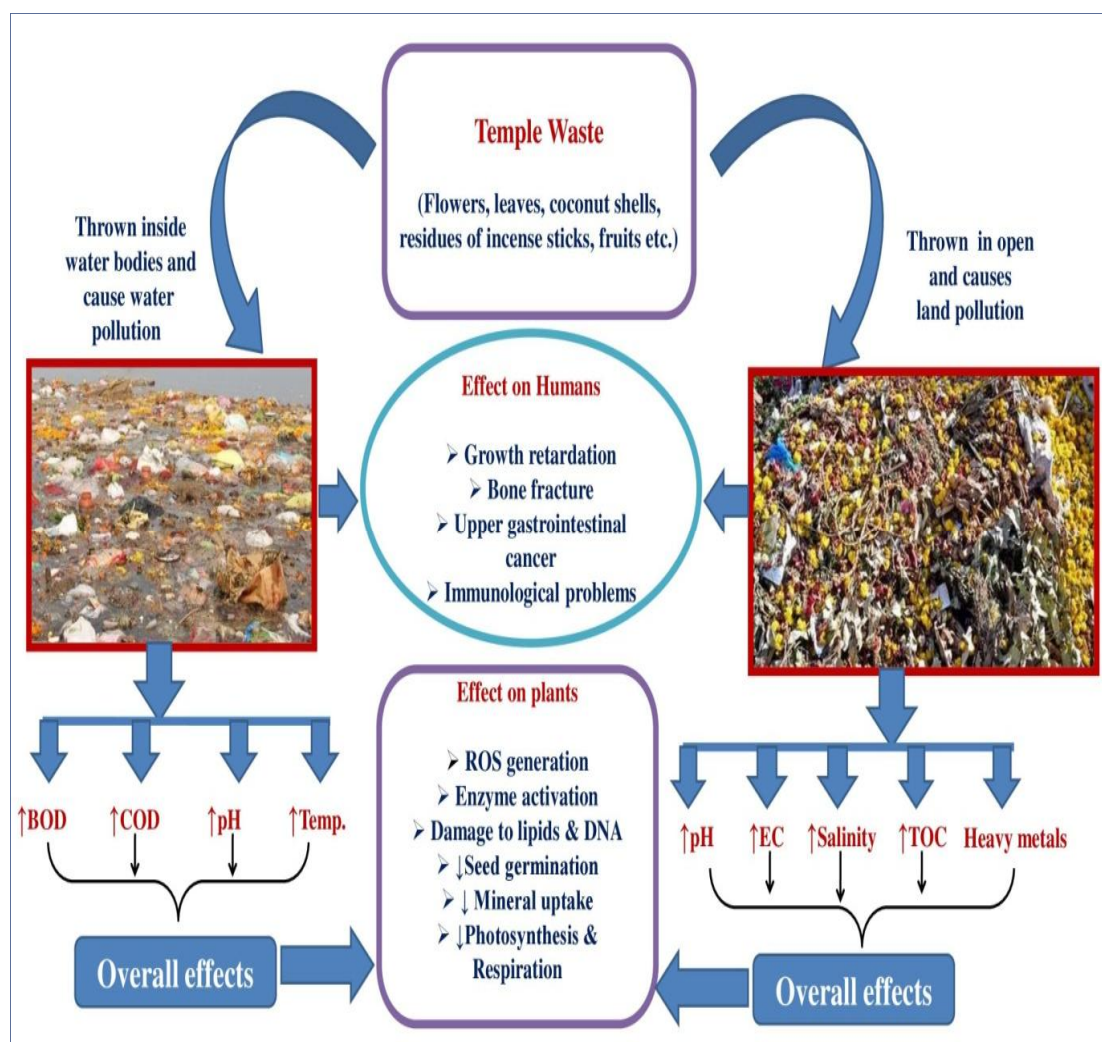 Temple Waste
(Flowers, leaves, coconut shells,
residues of incense sticks, fruits etc.)
Thrown inside
water bodies and
cause water
pollution
Thrown in open
and causes
land pollution
Effect on Humans
➢ Growth retardation
➢ Bone fracture
➢ Upper gastrointestinal
cancer
➢ Immunological problems
Effect on plants
➢ ROS generation
➢ Enzyme activation
➢ Damage to lipids & DNA
➢ ↓Seed germination
➢ ↓ Mineral uptake
➢ ↓Photosynthesis &
Respiration
↑BOD ↑COD ↑pH ↑Temp.
Overall effects
↑pH ↑EC ↑Salinity ↑TOC Heavy metals
Overall effects